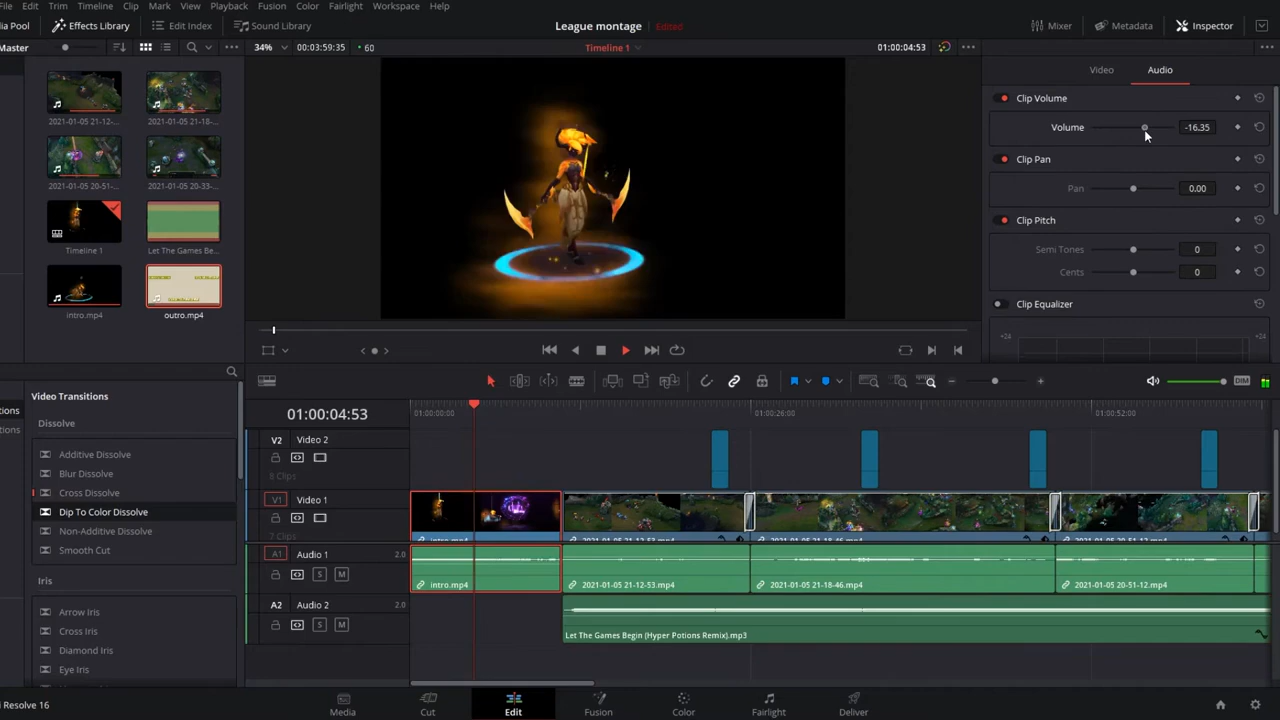 File Edit Trim Timeline Clip Mark View Playback Fusion Color Fairlight Workspace Help
dia Pool Effects Library Edit Index Sound Library League montage Edited Mixer Metadata Inspector
Master 34% 00:03:59:35 60 Timeline 1 01:00:04:53
Video Audio
Clip Volume
Volume -16.35
Clip Pan
Pan 0.00
Clip Pitch
Semi Tones 0
Cents 0
Clip Equalizer
+24 +24
2021-01-05 21-12-... 2021-01-05 21-18-...
2021-01-05 20-51-... 2021-01-05 20-33-...
Timeline 1 Let The Games Be...
intro.mp4 outro.mp4
DIM
Video Transitions
Dissolve
Additive Dissolve
Blur Dissolve
Cross Dissolve
Dip To Color Dissolve
Non-Additive Dissolve
Smooth Cut
Iris
Arrow Iris
Cross Iris
Diamond Iris
Eye Iris
01:00:04:53 01:00:00:00 01:00:26:00 01:00:52:00
V2 Video 2
8 Clips
V1 Video 1
7 Clips
intro.mp4 2021-01-05 21-12-53.mp4 2021-01-05 21-18-46.mp4 2021-01-05 20-51-12.mp4
A1 Audio 1 2.0
S M
intro.mp4 2021-01-05 21-12-53.mp4 2021-01-05 21-18-46.mp4 2021-01-05 20-51-12.mp4
A2 Audio 2 2.0
S M
Let The Games Begin (Hyper Potions Remix).mp3
i Resolve 16 Media Cut Edit Fusion Color Fairlight Deliver